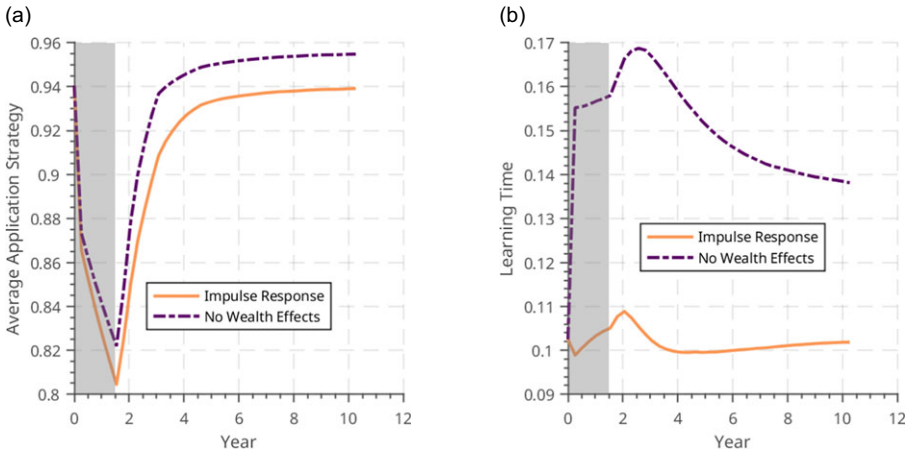 (a)
Average Application Strategy
0.96
0.94
0.92
0.9
0.88
0.86
0.84
0.82
0.8
Impulse Response
No Wealth Effects
0 2 4 6 8 10 12
Year
(b)
Learning Time
0.17
0.16
0.15
0.14
0.13
0.12
0.11
0.1
0.09
Impulse Response
No Wealth Effects
0 2 4 6 8 10 12
Year